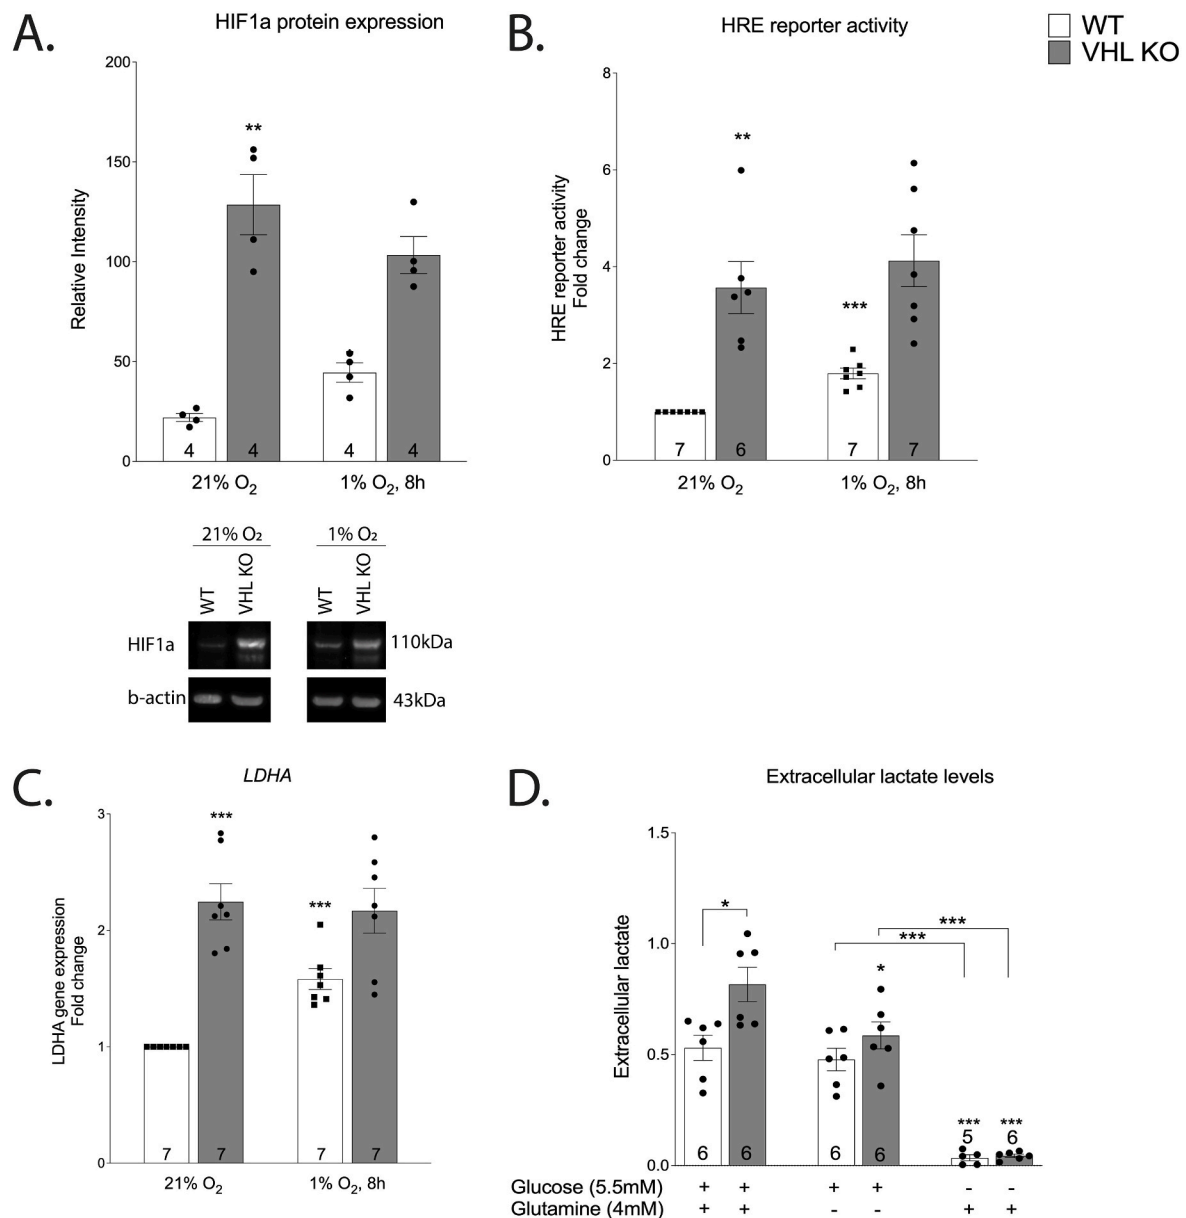 A.
HIF1a protein expression
200
150
100
50
0
Relative Intensity
**
*
4 4 4 4
21% O₂ 1% O₂, 8h
21% O₂ 1% O₂
WT VHL KO WT VHL KO
HIF1a 110kDa
b-actin 43kDa
B.
HRE reporter activity
WT
VHL KO
8
6
4
2
0
HRE reporter activity
Fold change
**
***
7 6 7 7
21% O₂ 1% O₂, 8h
C.
LDHA
3
2
1
0
LDHA gene expression
Fold change
***
***
7 7 7 7
21% O₂ 1% O₂, 8h
D.
Extracellular lactate levels
1.5
1.0
0.5
0.0
Extracellular lactate
*
***
***
*
*** ***
5 6
6 6 6 6
Glucose (5.5mM) + + + + - -
Glutamine (4mM) + + - - + +